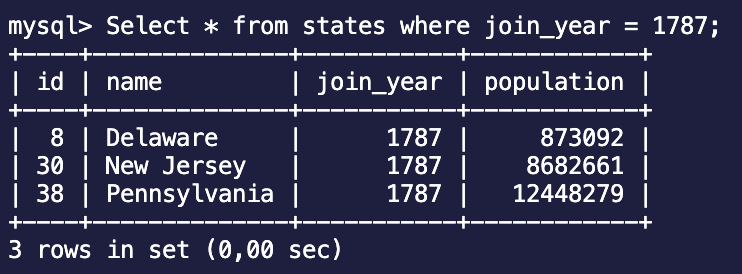 mysql> Select * from states where join_year = 1787;
+----+--------------+-----------+------------+
| id | name         | join_year | population |
+----+--------------+-----------+------------+
|  8 | Delaware     |      1787 |     873092 |
| 30 | New Jersey   |      1787 |    8682661 |
| 38 | Pennsylvania |      1787 |   12448279 |
+----+--------------+-----------+------------+
3 rows in set (0,00 sec)